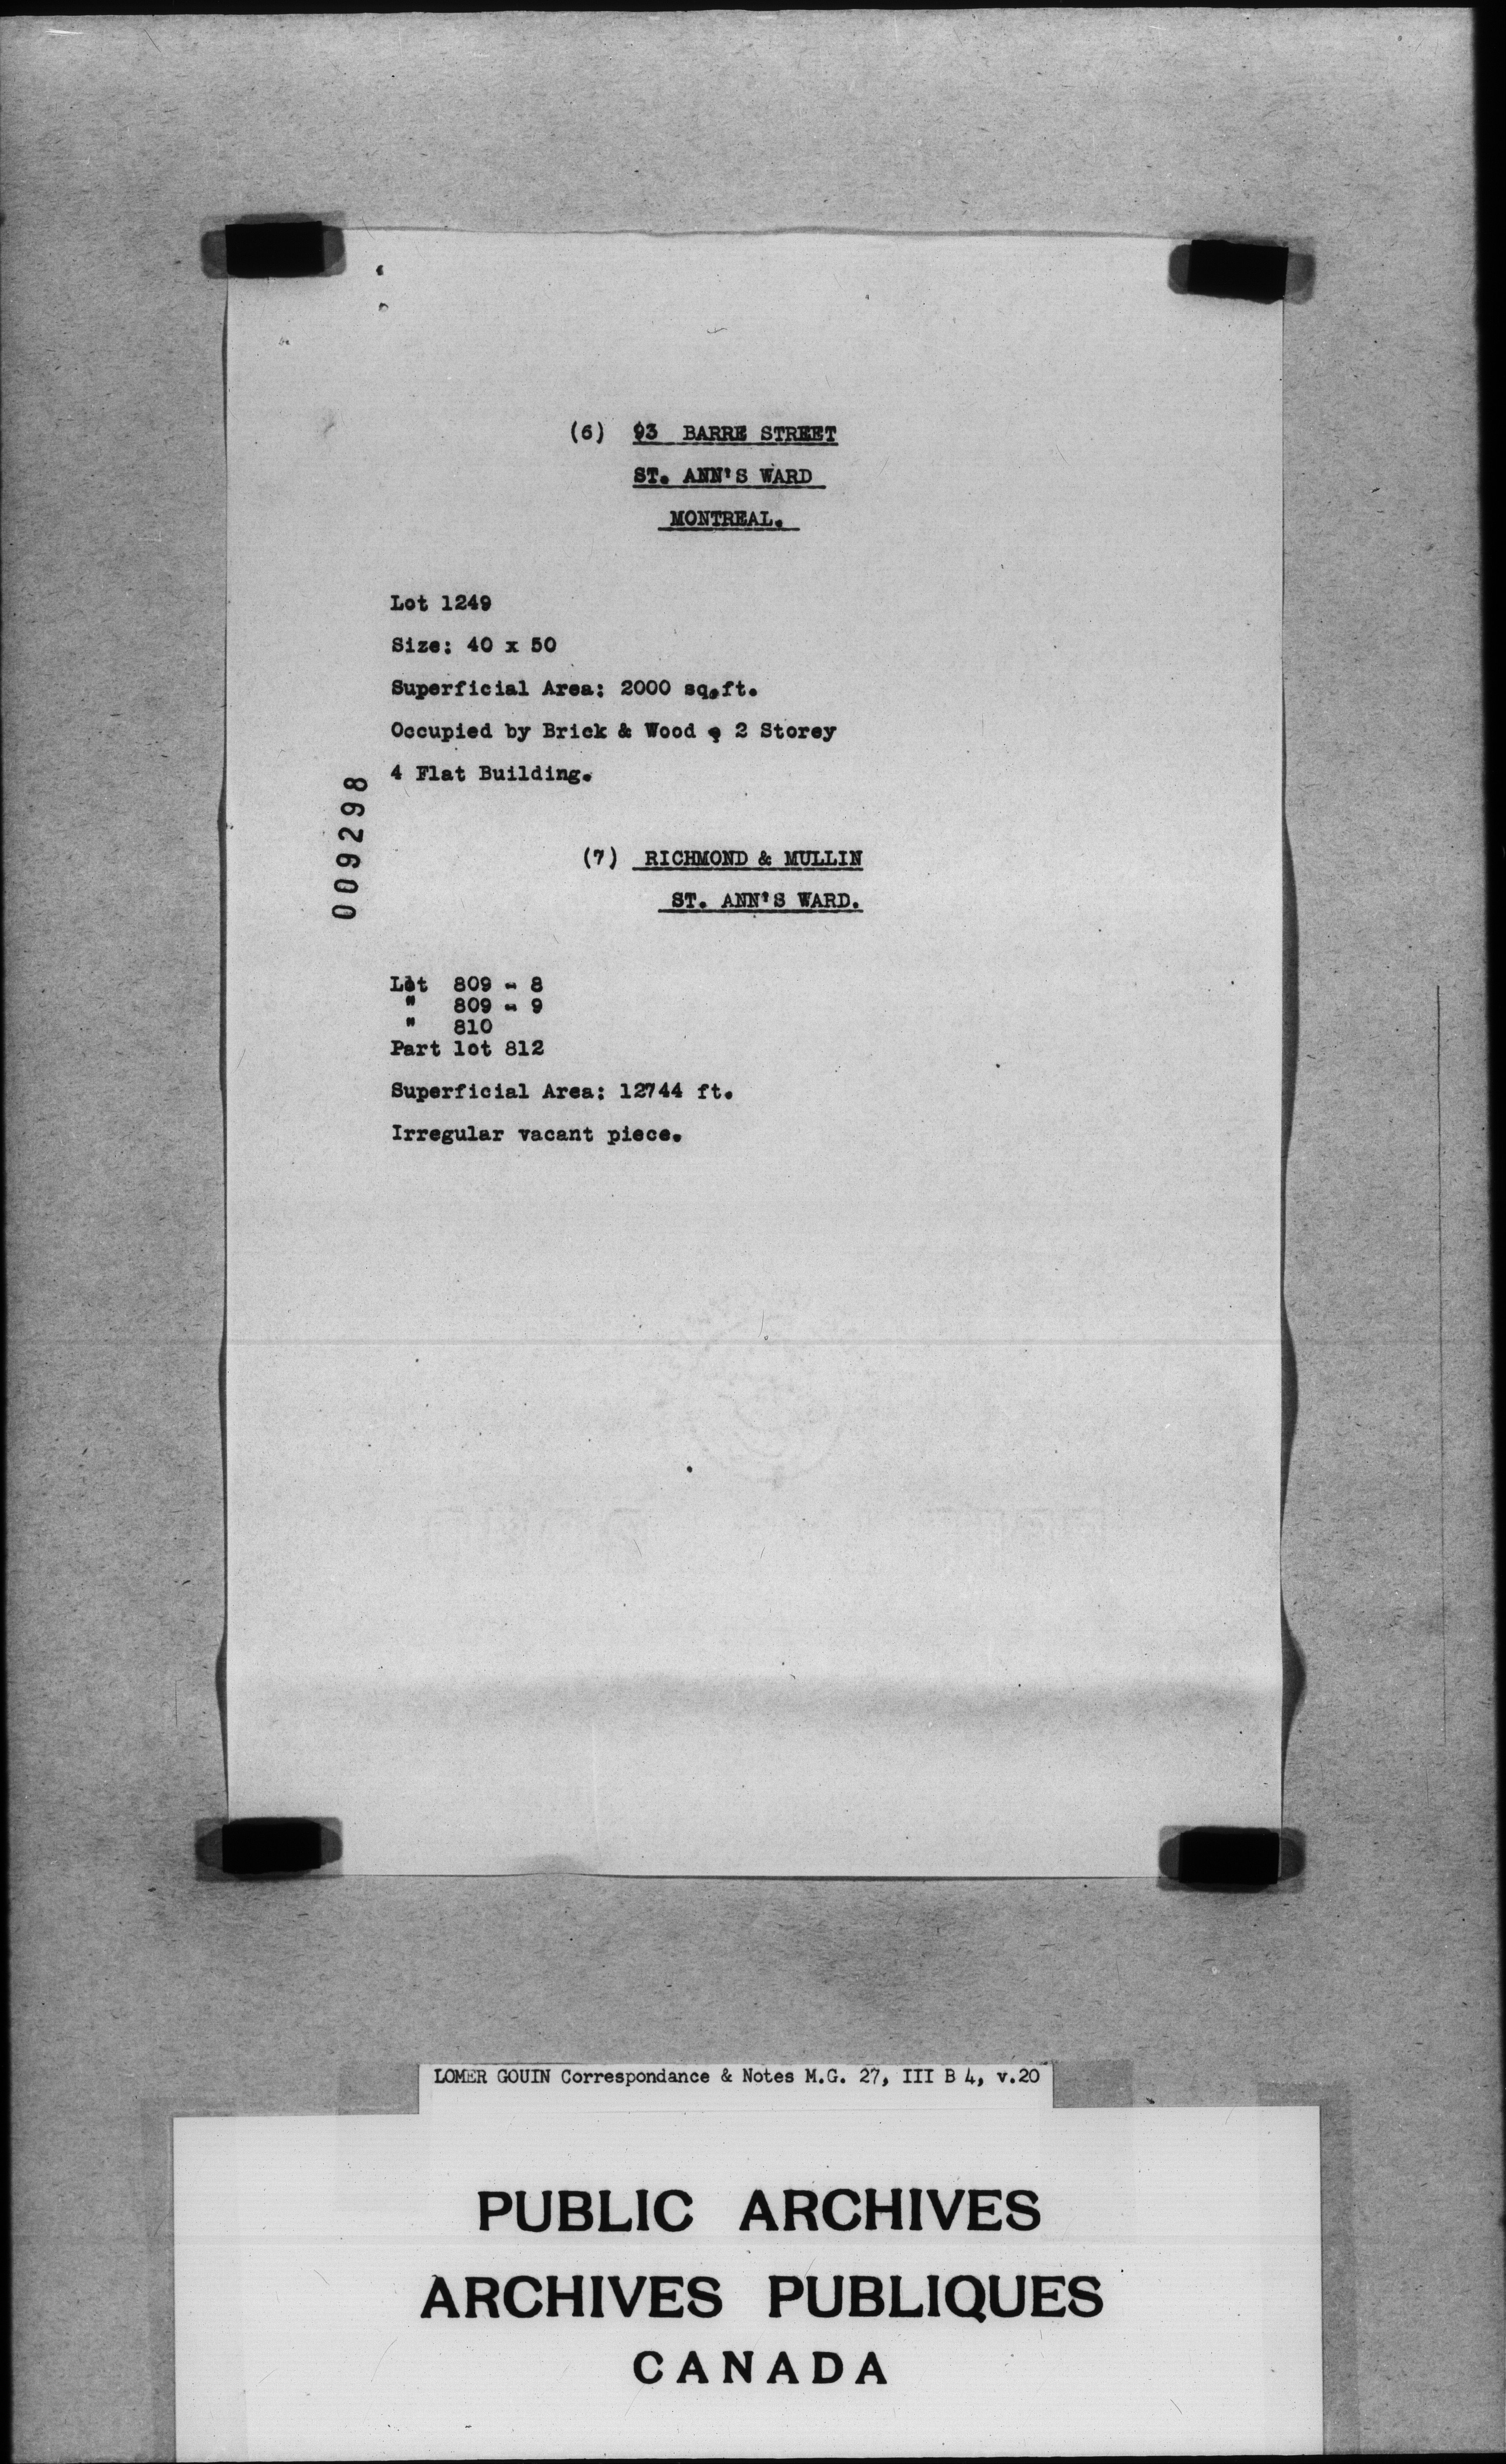 (6) 93 BARRE STREET
ST. ANN'S WARD
MONTREAL.
Lot 1249
Size: 40 x 50
Superficial Area: 2000 sq.ft.
Occupied by Brick & Wood , 2 Storey
4 Flat Building.
009298
(7) RICHMOND & MULLIN
ST. ANN'S WARD.
Lot 809 - 8
" 809 - 9
" 810
Part lot 812
Superficial Area: 12744 ft.
Irregular vacant piece.
LOMER GOUIN Correspondance & Notes M.G. 27, III B 4, v.20
PUBLIC ARCHIVES
ARCHIVES PUBLIQUES
CANADA